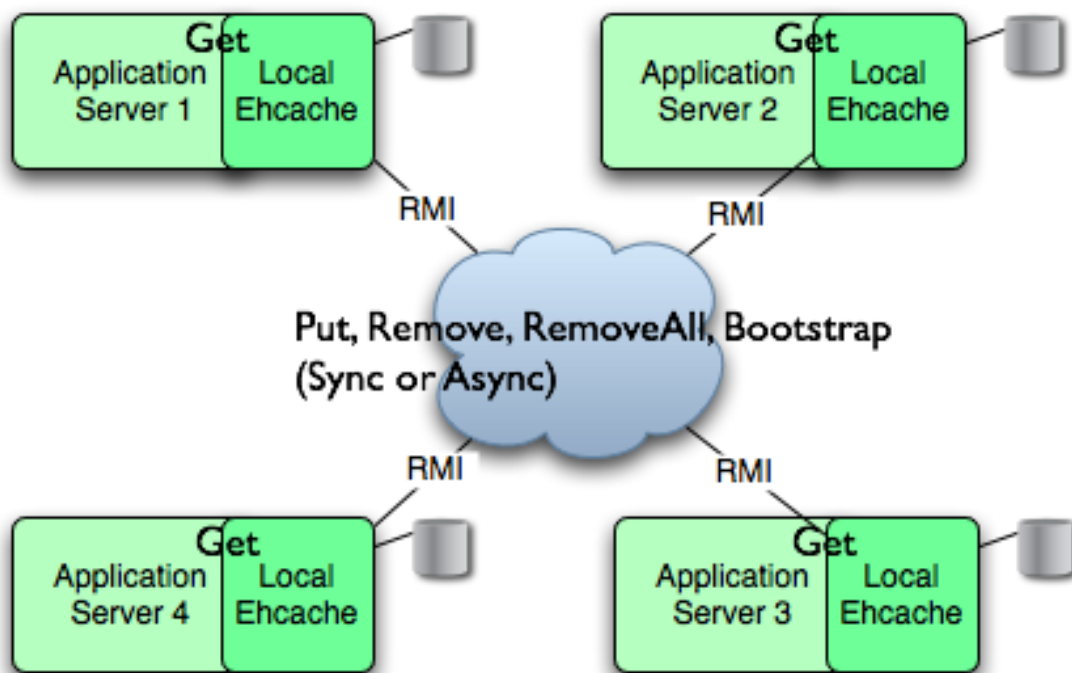 Get
Application
Server 1
Local
Ehcache
Get
Application
Server 2
Local
Ehcache
RMI
RMI
Put, Remove, RemoveAll, Bootstrap
(Sync or Async)
RMI
RMI
Get
Application
Server 4
Local
Ehcache
Get
Application
Server 3
Local
Ehcache